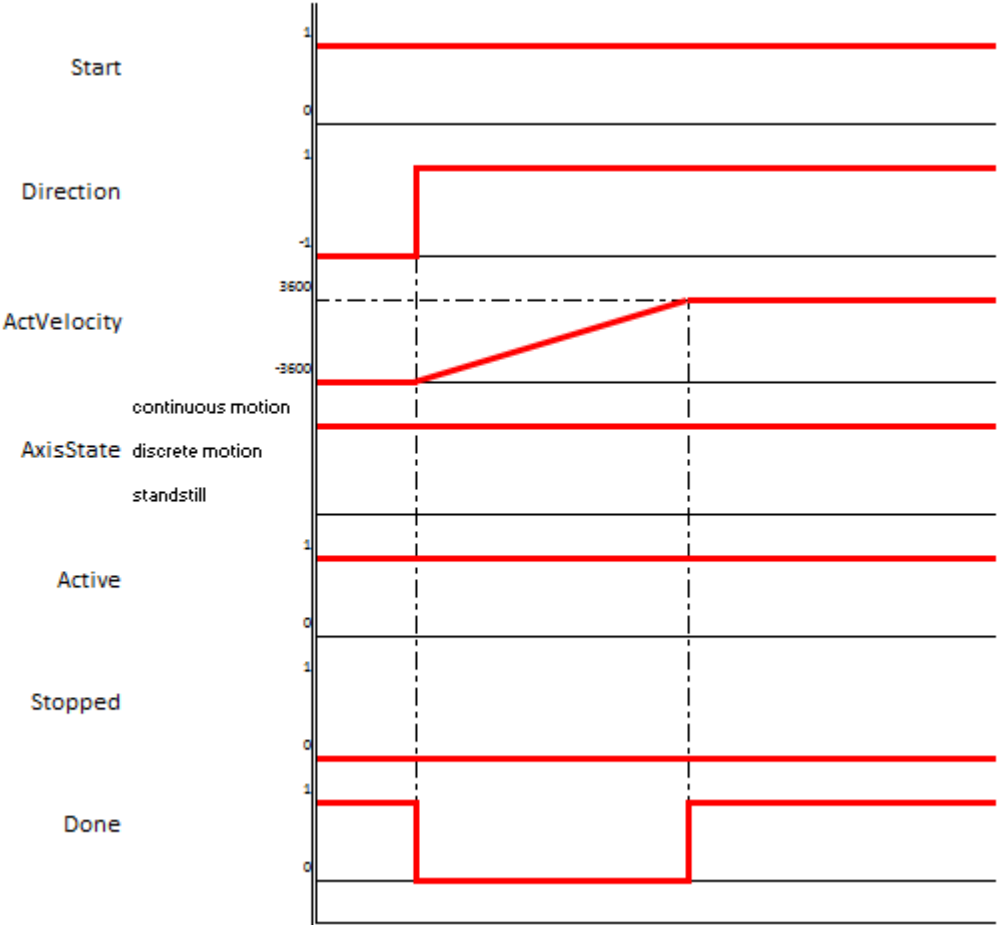 1
Start
0
1
Direction
-1
3600
ActVelocity
-3600
continuous motion
AxisState discrete motion
standstill
1
Active
0
1
Stopped
0
1
Done
0